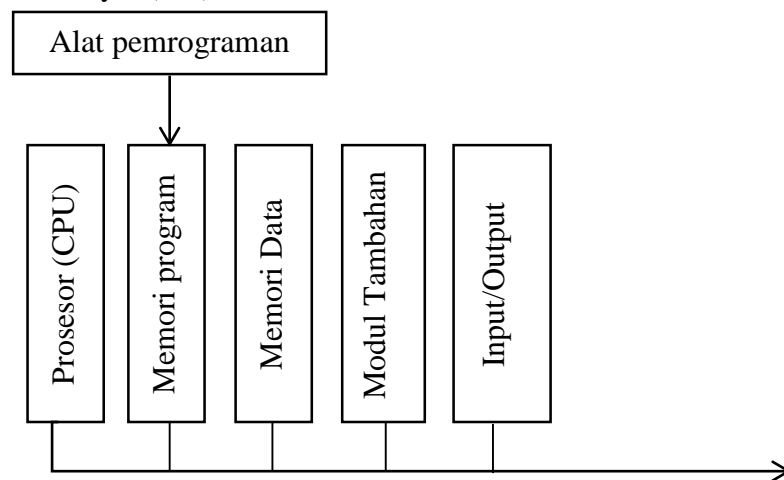 Alat pemrograman
Prosesor (CPU)
Memori program
Memori Data
Modul Tambahan
Input/Output